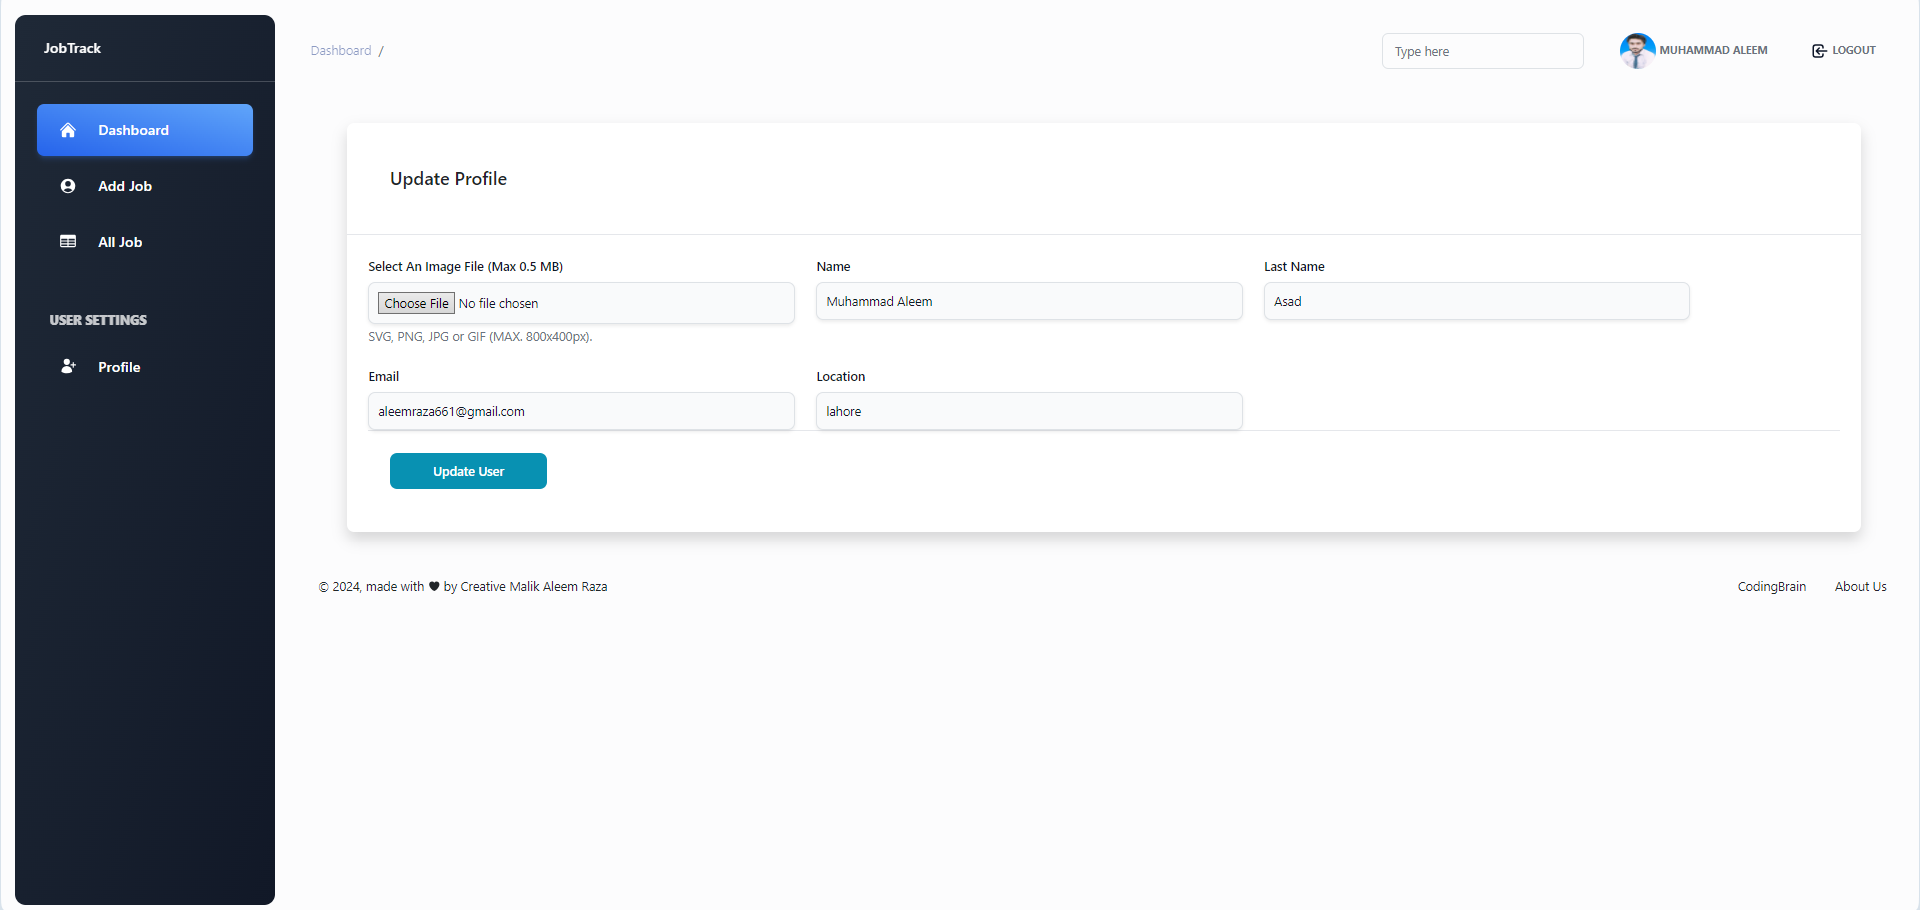 JobTrack
Dashboard
Add Job
All Job
USER SETTINGS
Profile
Dashboard /
Type here
MUHAMMAD ALEEM
LOGOUT
Update Profile
Select An Image File (Max 0.5 MB)
Choose File No file chosen
SVG, PNG, JPG or GIF (MAX. 800x400px).
Name
Muhammad Aleem
Last Name
Asad
Email
aleemraza661@gmail.com
Location
lahore
Update User
© 2024, made with ♥ by Creative Malik Aleem Raza
CodingBrain
About Us